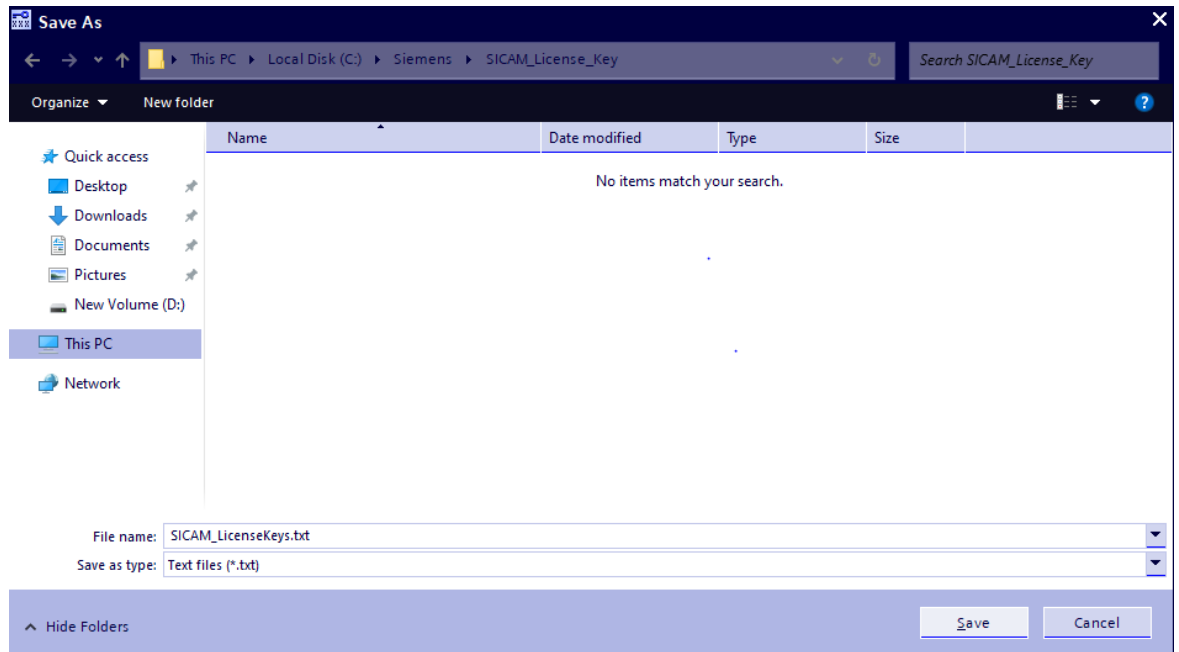 Save As
This PC Local Disk (C:) Siemens SICAM_License_Key
Search SICAM_License_Key
Organize New folder
?
Name Date modified Type Size
No items match your search.
Quick access
Desktop
Downloads
Documents
Pictures
New Volume (D:)
This PC
Network
File name: SICAM_LicenseKeys.txt
Save as type: Text files (*.txt)
Hide Folders
Save Cancel